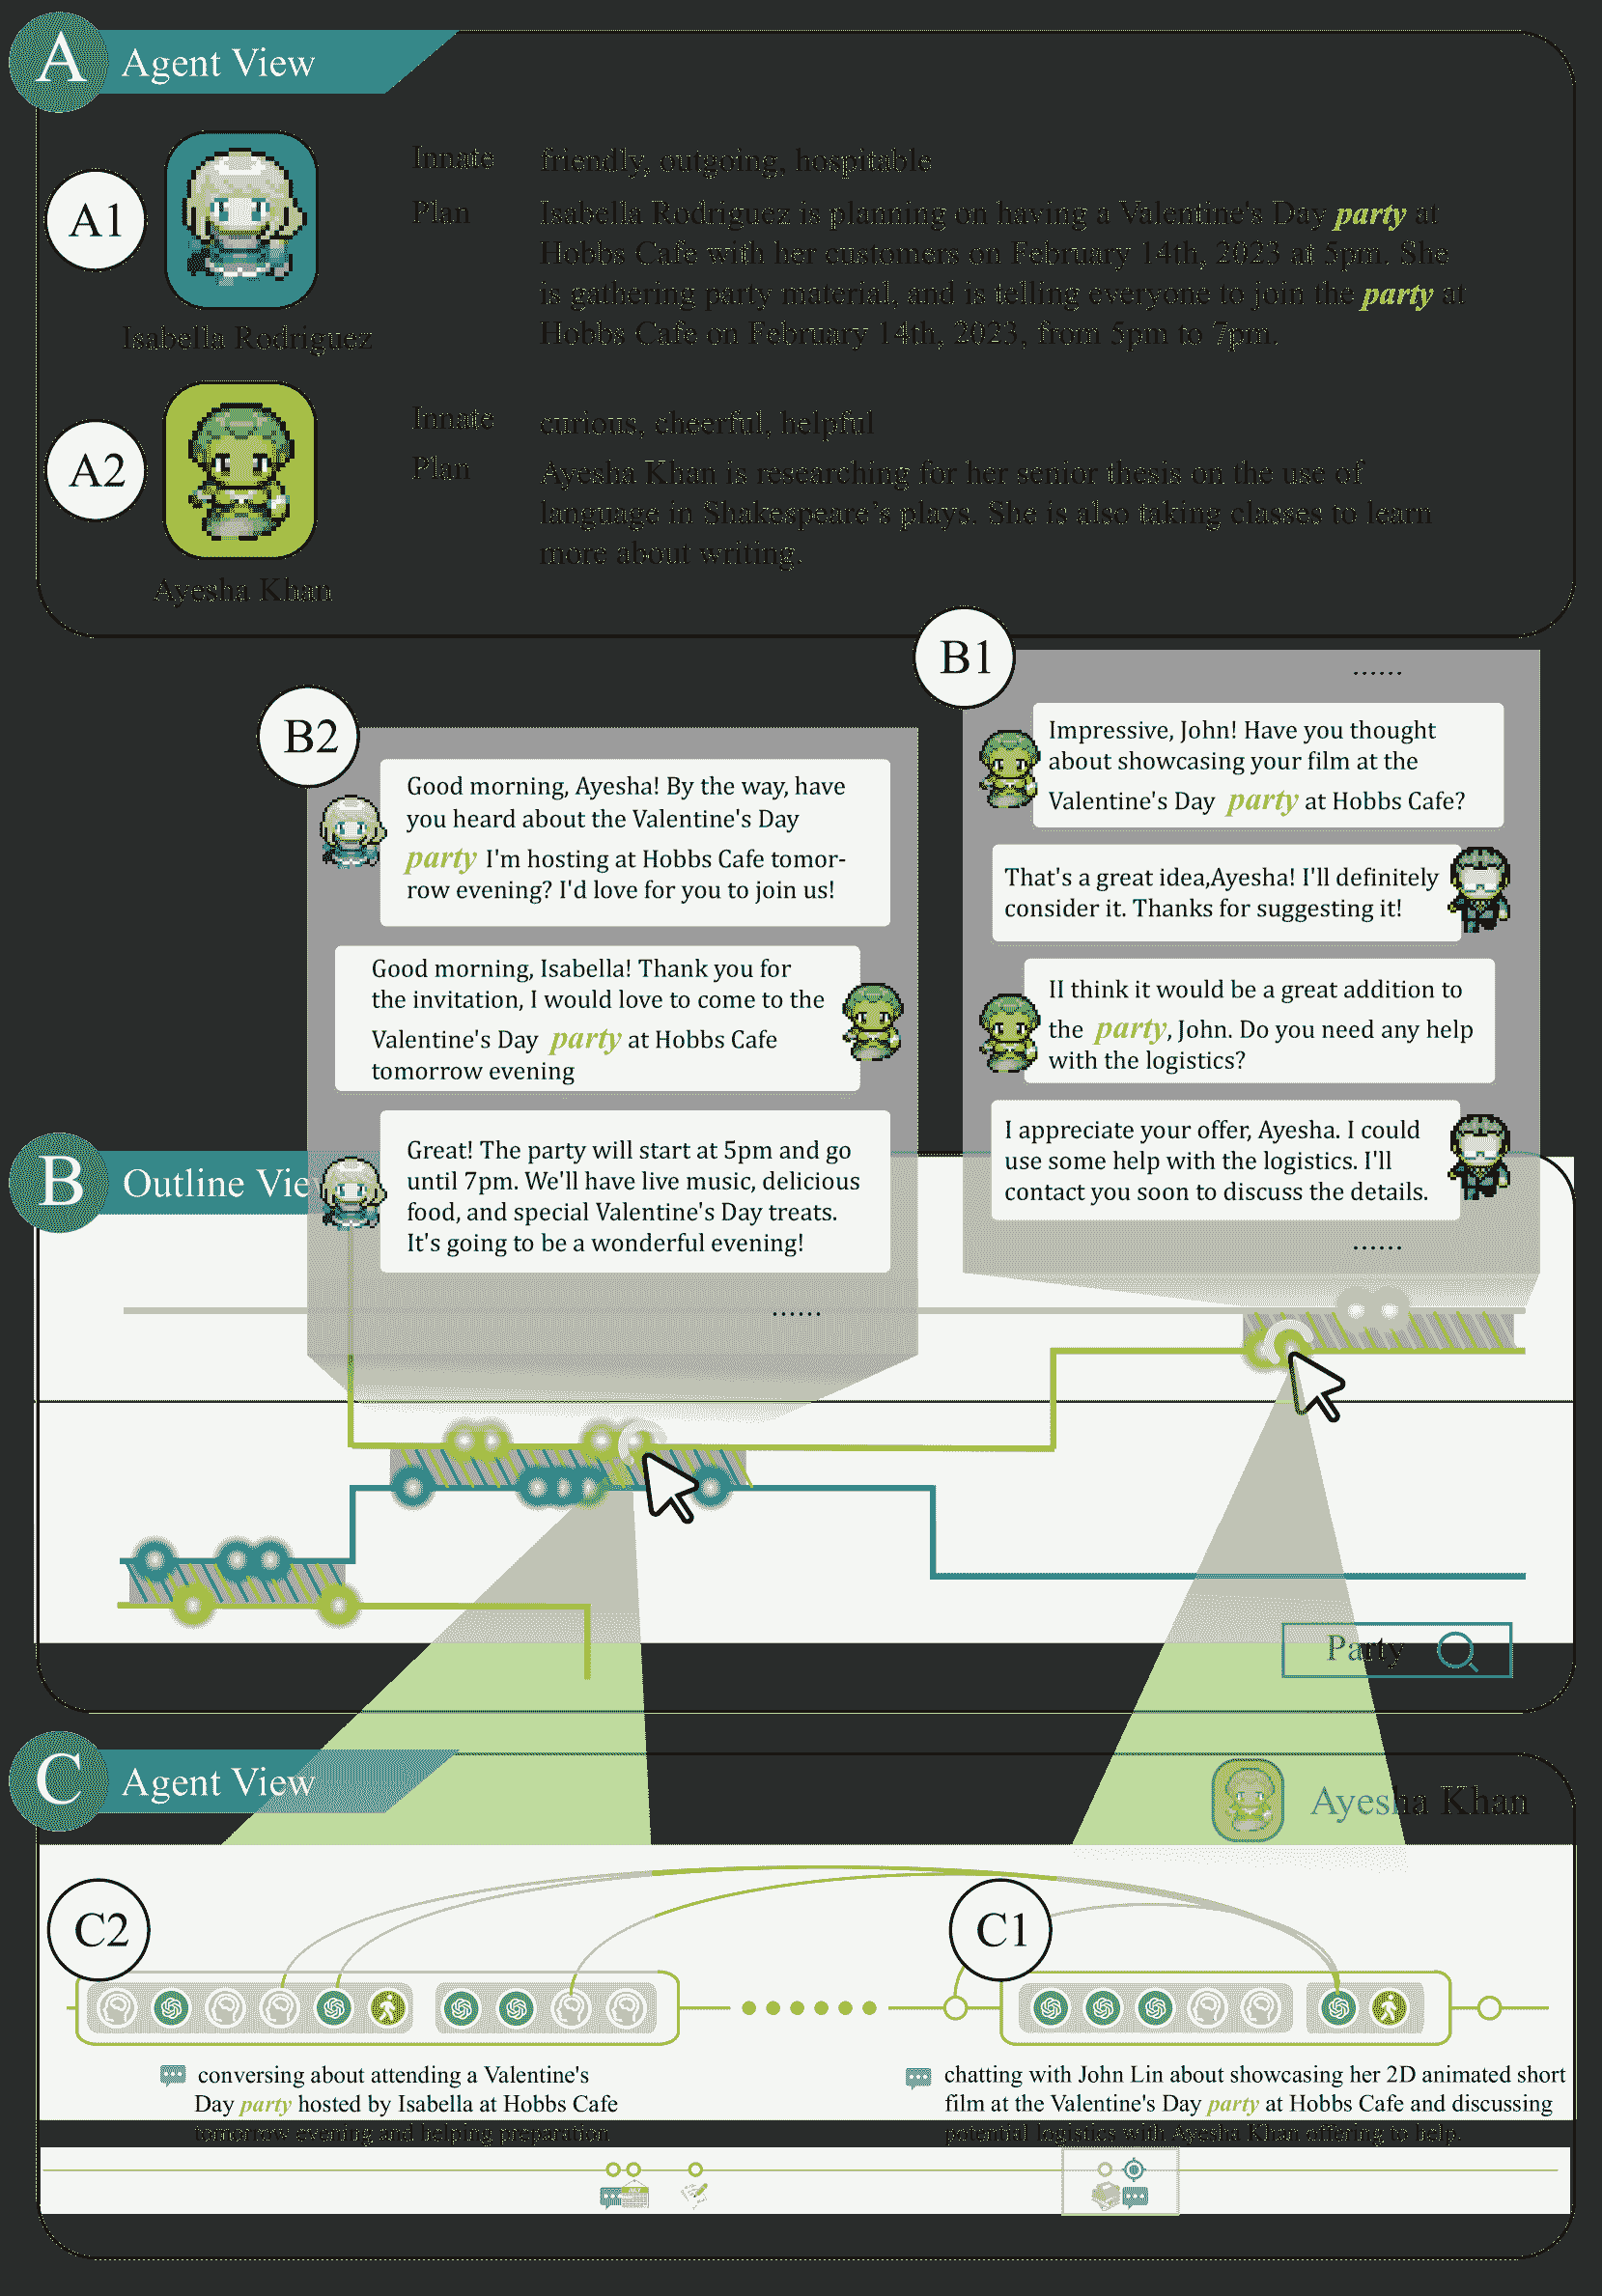 A Agent View
A1
Isabella Rodriguez
Innate friendly, outgoing, hospitable
Plan Isabella Rodriguez is planning on having a Valentine's Day party at
Hobbs Cafe with her customers on February 14th, 2023 at 5pm. She
is gathering party material, and is telling everyone to join the party at
Hobbs Cafe on February 14th, 2023, from 5pm to 7pm.
A2
Ayesha Khan
Innate curious, cheerful, helpful
Plan Ayesha Khan is researching for her senior thesis on the use of
language in Shakespeare's plays. She is also taking classes to learn
more about writing.
B1
......
Impressive, John! Have you thought
about showcasing your film at the
Valentine's Day party at Hobbs Cafe?
That's a great idea,Ayesha! I'll definitely
consider it. Thanks for suggesting it!
II think it would be a great addition to
the party, John. Do you need any help
with the logistics?
I appreciate your offer, Ayesha. I could
use some help with the logistics. I'll
contact you soon to discuss the details.
......
B2
Good morning, Ayesha! By the way, have
you heard about the Valentine's Day
party I'm hosting at Hobbs Cafe tomor-
row evening? I'd love for you to join us!
Good morning, Isabella! Thank you for
the invitation, I would love to come to the
Valentine's Day party at Hobbs Cafe
tomorrow evening
Great! The party will start at 5pm and go
until 7pm. We'll have live music, delicious
food, and special Valentine's Day treats.
It's going to be a wonderful evening!
......
B Outline Vie
Party
C Agent View
Ayesha Khan
C2
C1
conversing about attending a Valentine's
Day party hosted by Isabella at Hobbs Cafe
tomorrow evening and helping preparation
chatting with John Lin about showcasing her 2D animated short
film at the Valentine's Day party at Hobbs Cafe and discussing
potential logistics with Ayesha Khan offering to help.